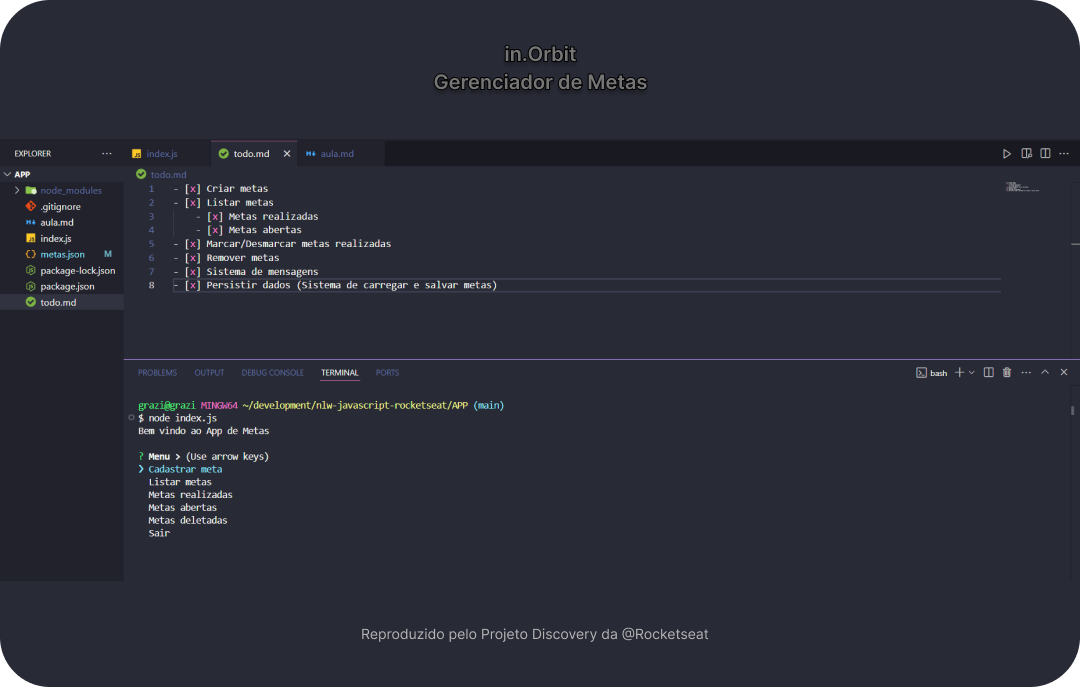 in.Orbit
Gerenciador de Metas
EXPLORER ···
index.js
todo.md
aula.md
APP
node_modules
.gitignore
aula.md
index.js
metas.json M
package-lock.json
package.json
todo.md
todo.md
1 - [x] Criar metas
2 - [x] Listar metas
3 - [x] Metas realizadas
4 - [x] Metas abertas
5 - [x] Marcar/Desmarcar metas realizadas
6 - [x] Remover metas
7 - [x] Sistema de mensagens
8 - [x] Persistir dados (Sistema de carregar e salvar metas)
PROBLEMS OUTPUT DEBUG CONSOLE TERMINAL PORTS
bash
grazi@grazi MINGW64 ~/development/nlw-javascript-rocketseat/APP (main)
$ node index.js
Bem vindo ao App de Metas
? Menu > (Use arrow keys)
❯ Cadastrar meta
Listar metas
Metas realizadas
Metas abertas
Metas deletadas
Sair
Reproduzido pelo Projeto Discovery da @Rocketseat